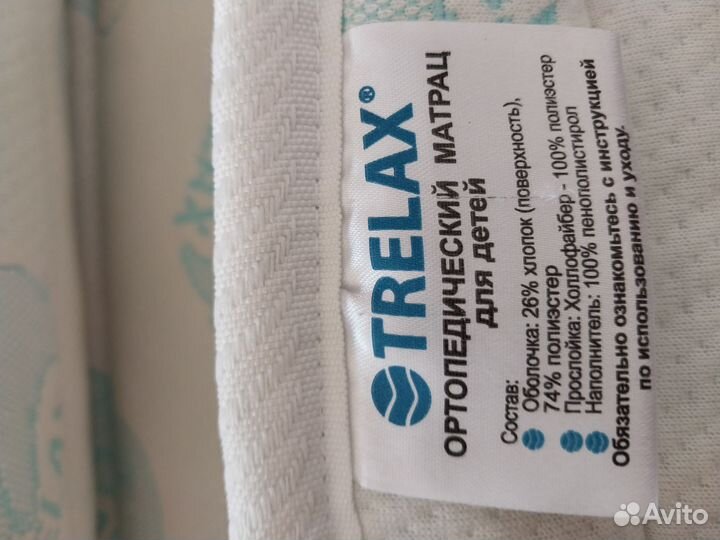 TRELAX®
ОРТОПЕДИЧЕСКИЙ МАТРАЦ
для детей
Состав:
Оболочка: 26% хлопок (поверхность),
74% полиэстер
Прослойка: Холлофайбер - 100% полиэстер
Наполнитель: 100% пенополистирол
Обязательно ознакомьтесь с инструкцией
по использованию и уходу.
Avito